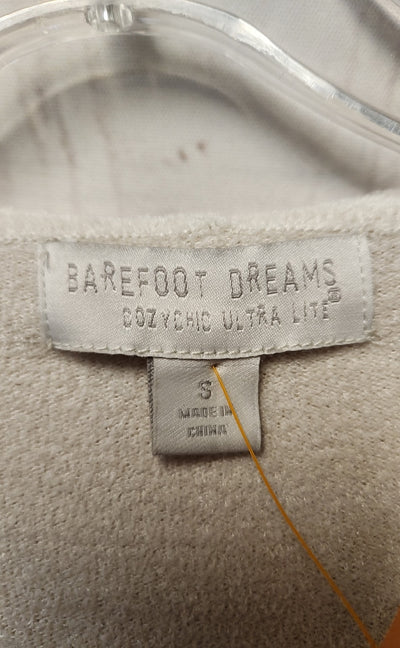 BAREFOOT DREAMS®
COZYCHIC ULTRA LITE
S
MADE IN
CHINA